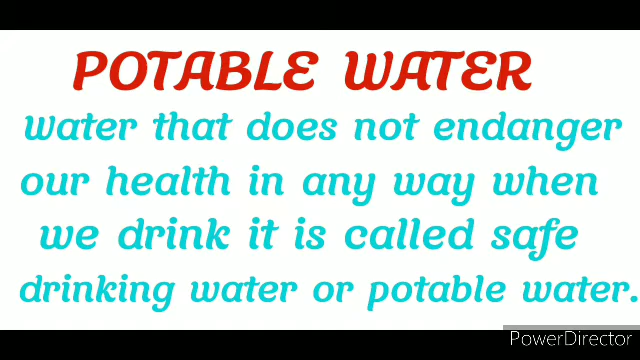 POTABLE WATER
Water that does not endanger
our health in any way when
we drink it is called safe
drinking water or potable water.
PowerDirector